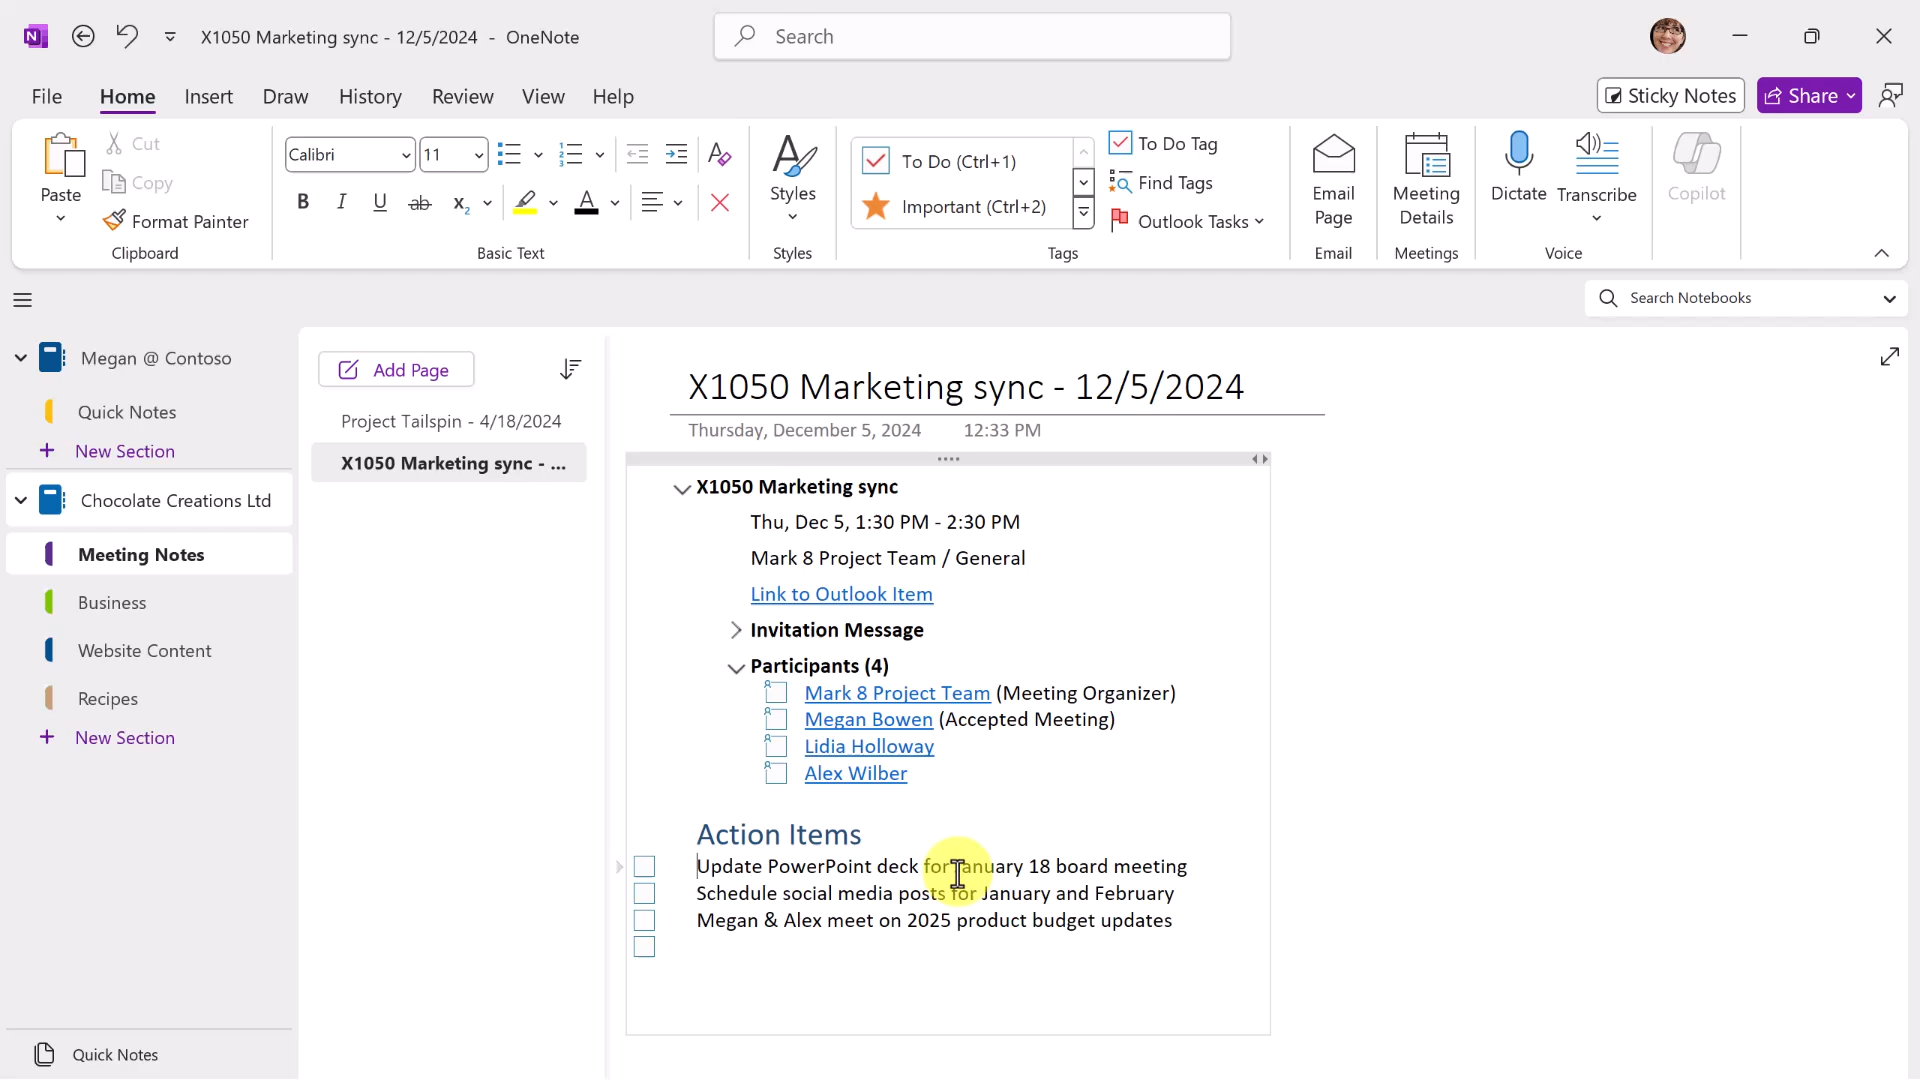 X1050 Marketing sync - 12/5/2024 - OneNote
Search
File Home Insert Draw History Review View Help
Sticky Notes
Share
Paste
Cut
Copy
Format Painter
Clipboard
Calibri
11
Basic Text
Styles
Styles
To Do (Ctrl+1)
Important (Ctrl+2)
To Do Tag
Find Tags
Outlook Tasks
Tags
Email Page
Email
Meeting Details
Meetings
Dictate
Transcribe
Voice
Copilot
Search Notebooks
Megan @ Contoso
Quick Notes
New Section
Chocolate Creations Ltd
Meeting Notes
Business
Website Content
Recipes
New Section
Quick Notes
Add Page
Project Tailspin - 4/18/2024
X1050 Marketing sync - ...
X1050 Marketing sync - 12/5/2024
Thursday, December 5, 2024 12:33 PM
X1050 Marketing sync
Thu, Dec 5, 1:30 PM - 2:30 PM
Mark 8 Project Team / General
Link to Outlook Item
Invitation Message
Participants (4)
Mark 8 Project Team (Meeting Organizer)
Megan Bowen (Accepted Meeting)
Lidia Holloway
Alex Wilber
Action Items
Update PowerPoint deck for January 18 board meeting
Schedule social media posts for January and February
Megan & Alex meet on 2025 product budget updates